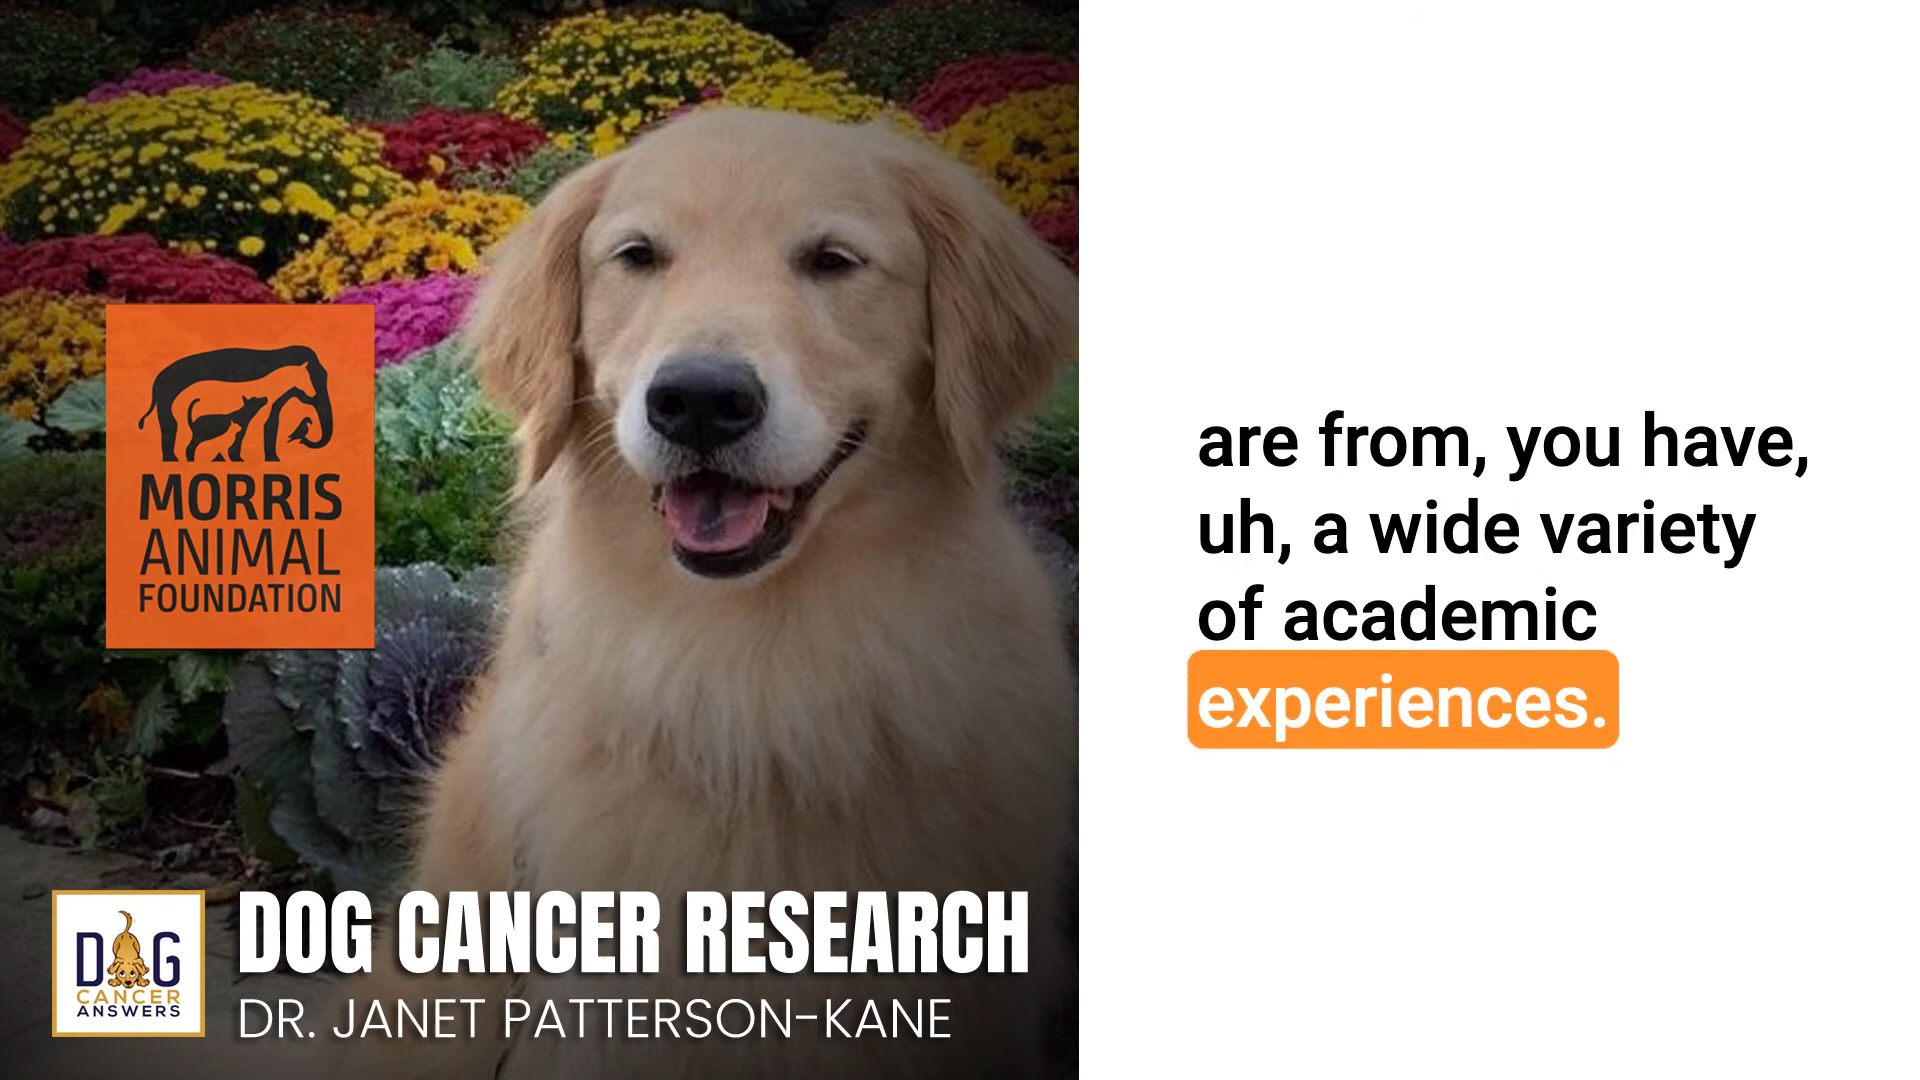 MORRIS
ANIMAL
FOUNDATION
DOG
CANCER
ANSWERS
DOG CANCER RESEARCH
DR. JANET PATTERSON-KANE
are from, you have,
uh, a wide variety
of academic
experiences.